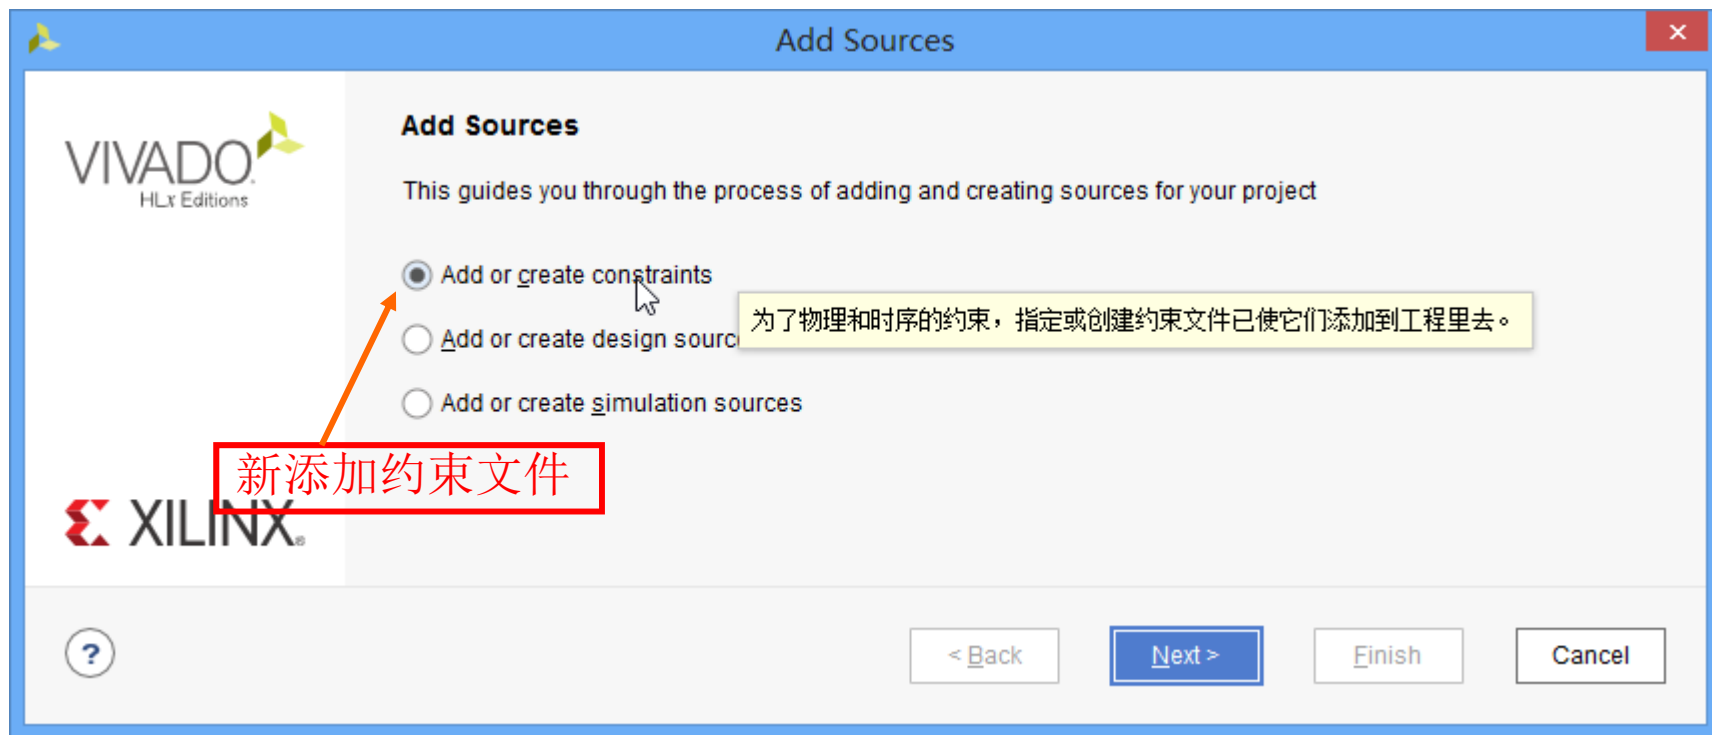 Add Sources
VIVADO.
HLx Editions
Add Sources
This guides you through the process of adding and creating sources for your project
Add or create constraints
为了物理和时序的约束，指定或创建约束文件已使它们添加到工程里去。
Add or create design sourc
Add or create simulation sources
新添加约束文件
XILINX
?
< Back
Next >
Finish
Cancel